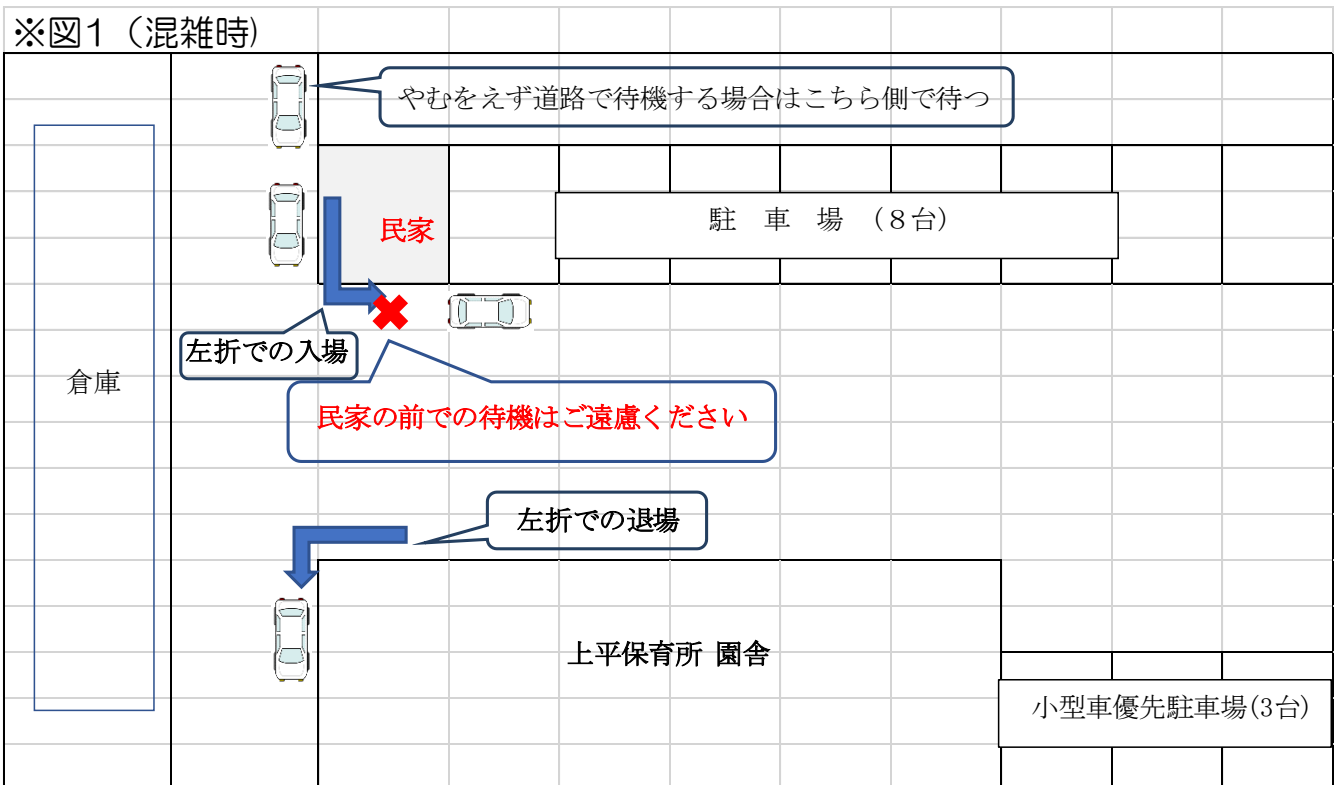 ※図1（混雑時）
やむをえず道路で待機する場合はこちら側で待つ
民家
駐　車　場　（８台）
左折での入場
倉庫
民家の前での待機はご遠慮ください
左折での退場
上平保育所 園舎
小型車優先駐車場(3台)